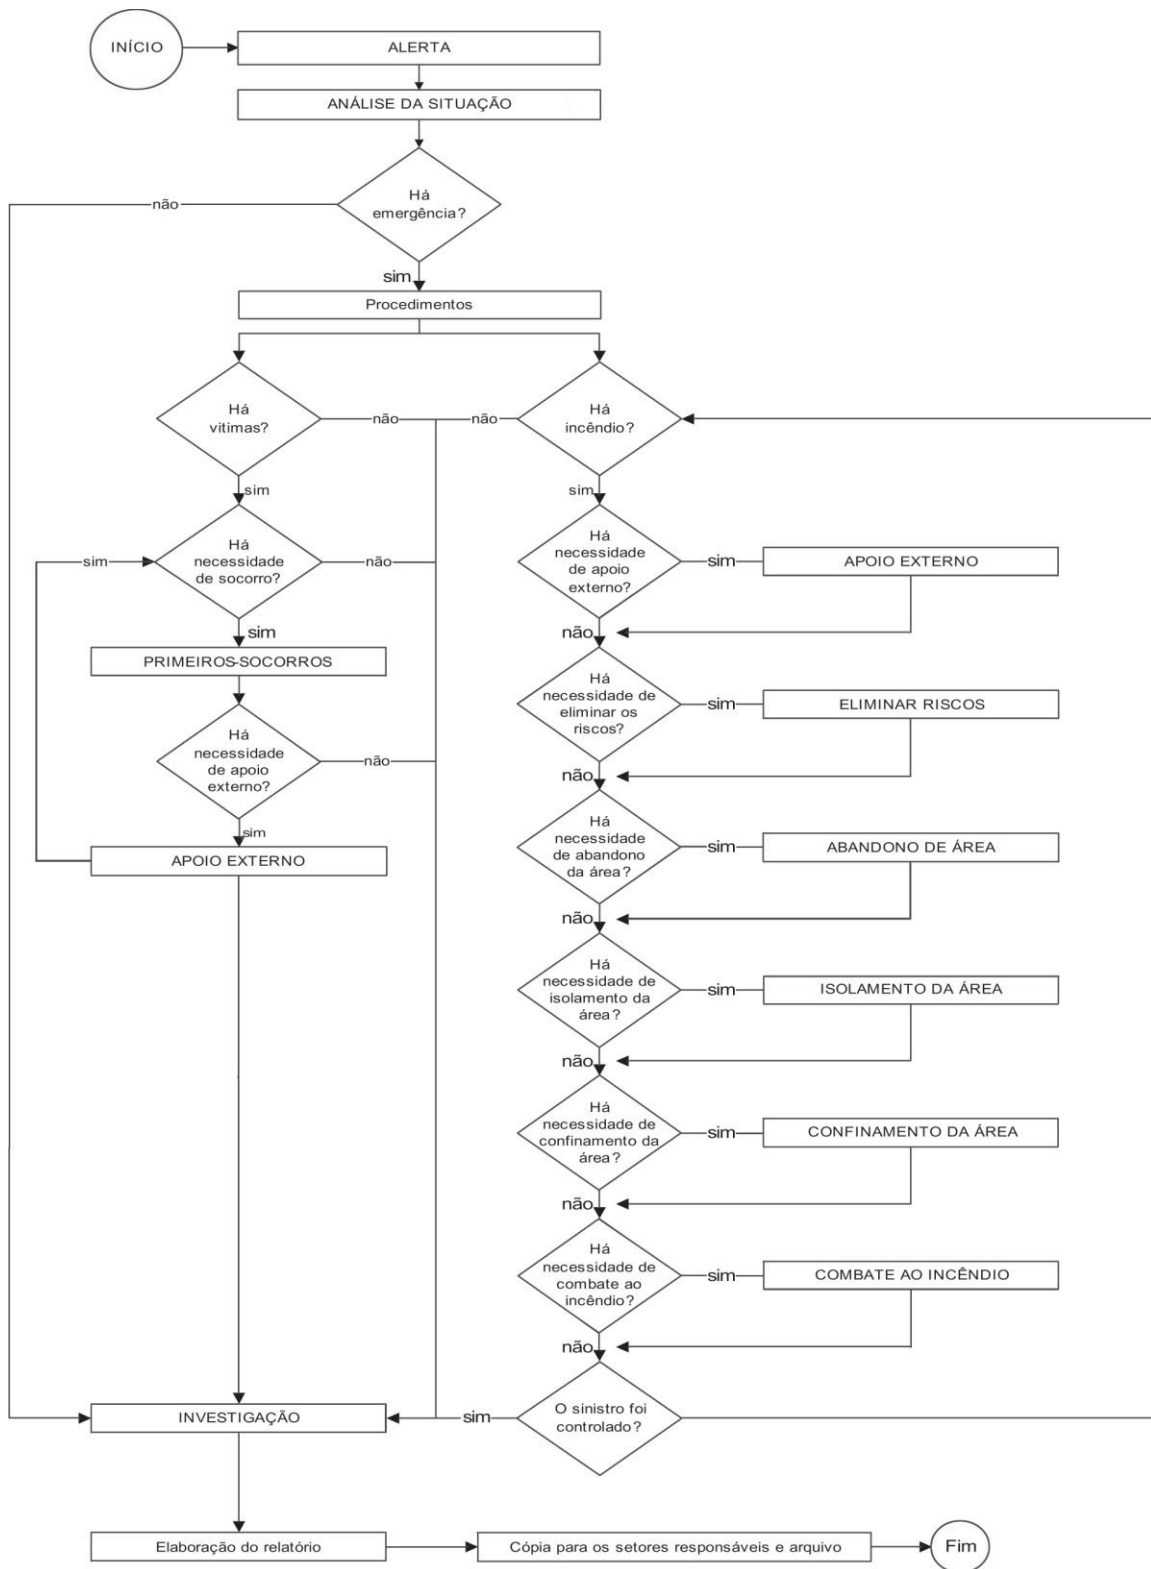 INÍCIO
ALERTA
ANÁLISE DA SITUAÇÃO
Há
emergência?
não
sim
Procedimentos
Há
vitimas?
não
não
Há
incêndio?
sim
sim
Há
necessidade
de socorro?
sim
não
Há
necessidade
de apoio
externo?
sim
APOIO EXTERNO
sim
não
PRIMEIROS-SOCORROS
Há
necessidade de
eliminar os
riscos?
sim
ELIMINAR RISCOS
Há
necessidade
de apoio
externo?
não
não
sim
APOIO EXTERNO
Há
necessidade
de abandono
da área?
sim
ABANDONO DE ÁREA
não
Há
necessidade de
isolamento da
área?
sim
ISOLAMENTO DA ÁREA
não
Há
necessidade de
confinamento da
área?
sim
CONFINAMENTO DA ÁREA
não
Há
necessidade de
combate ao
incêndio?
sim
COMBATE AO INCÊNDIO
não
O sinistro foi
controlado?
sim
INVESTIGAÇÃO
Elaboração do relatório
Cópia para os setores responsáveis e arquivo
Fim